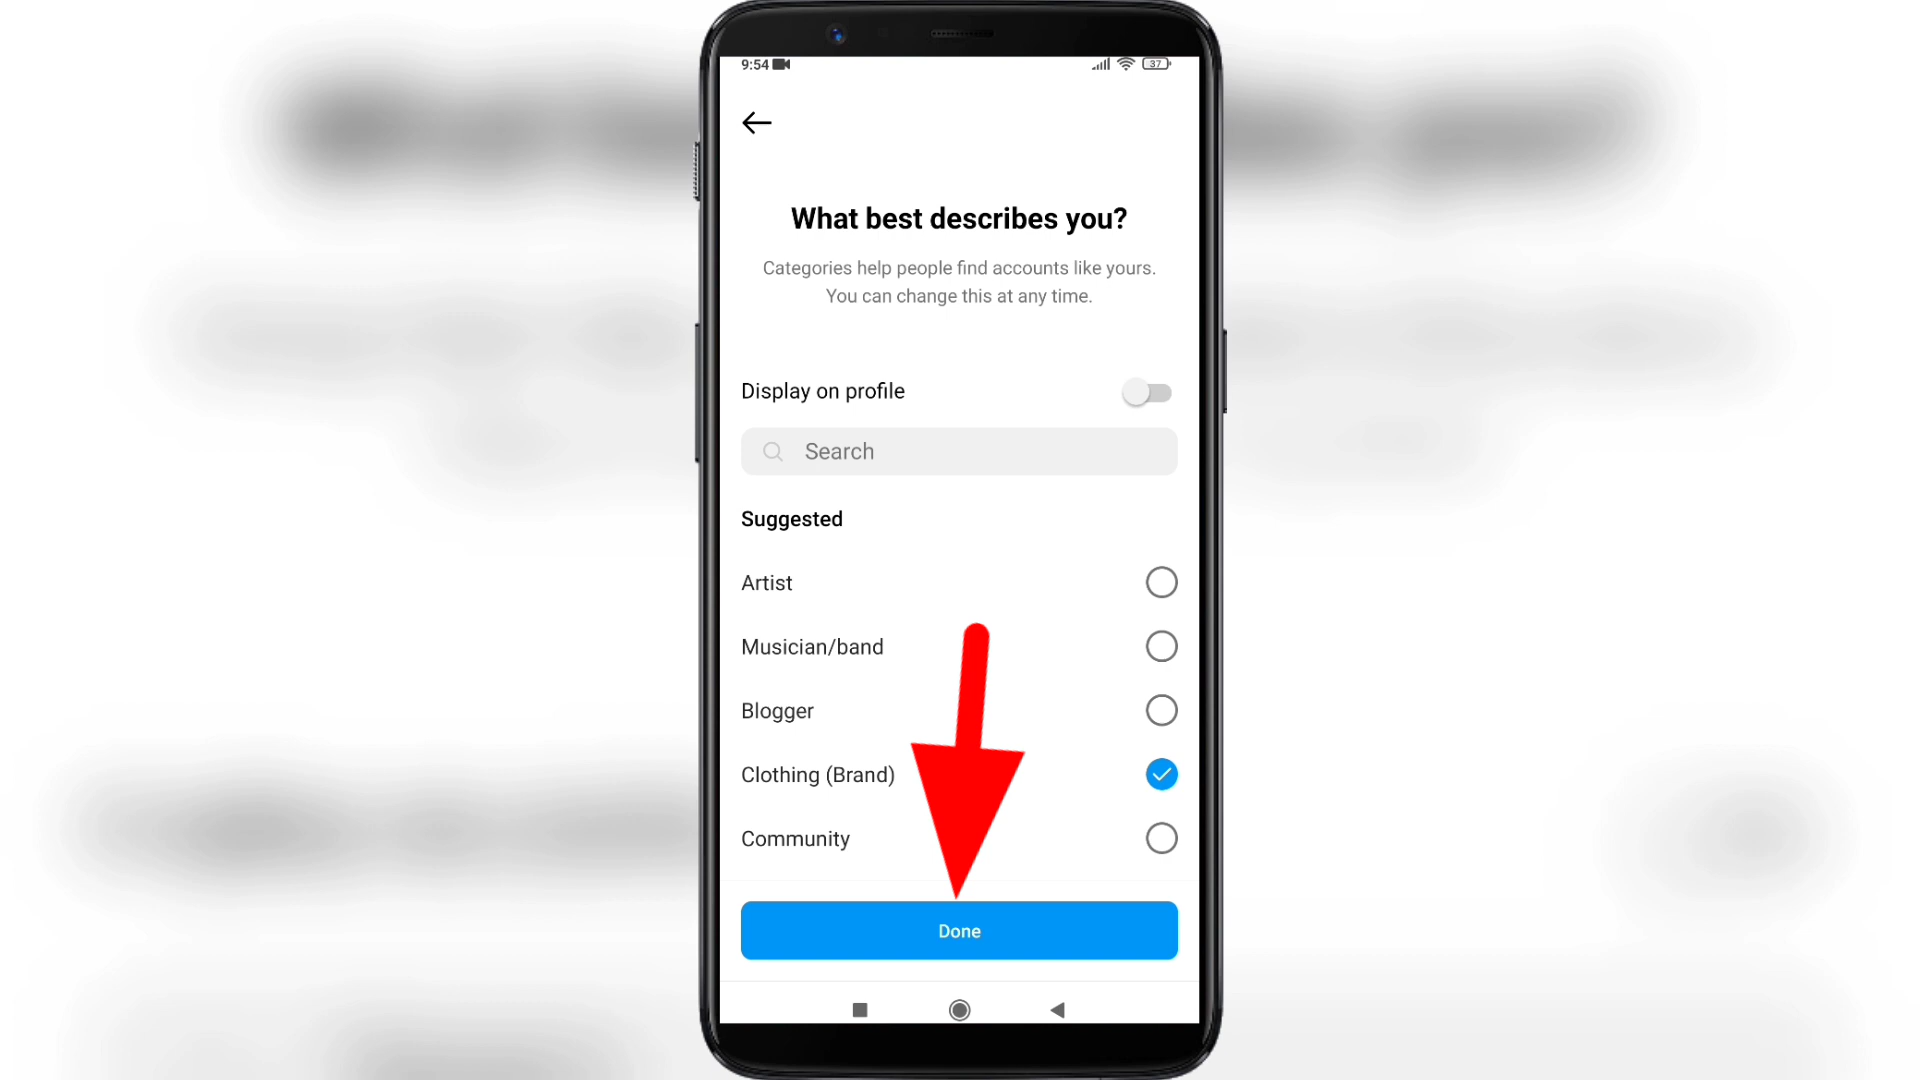 9:54
37
What best describes you?
Categories help people find accounts like yours.
You can change this at any time.
Display on profile
Search
Suggested
Artist
Musician/band
Blogger
Clothing (Brand)
Community
Done